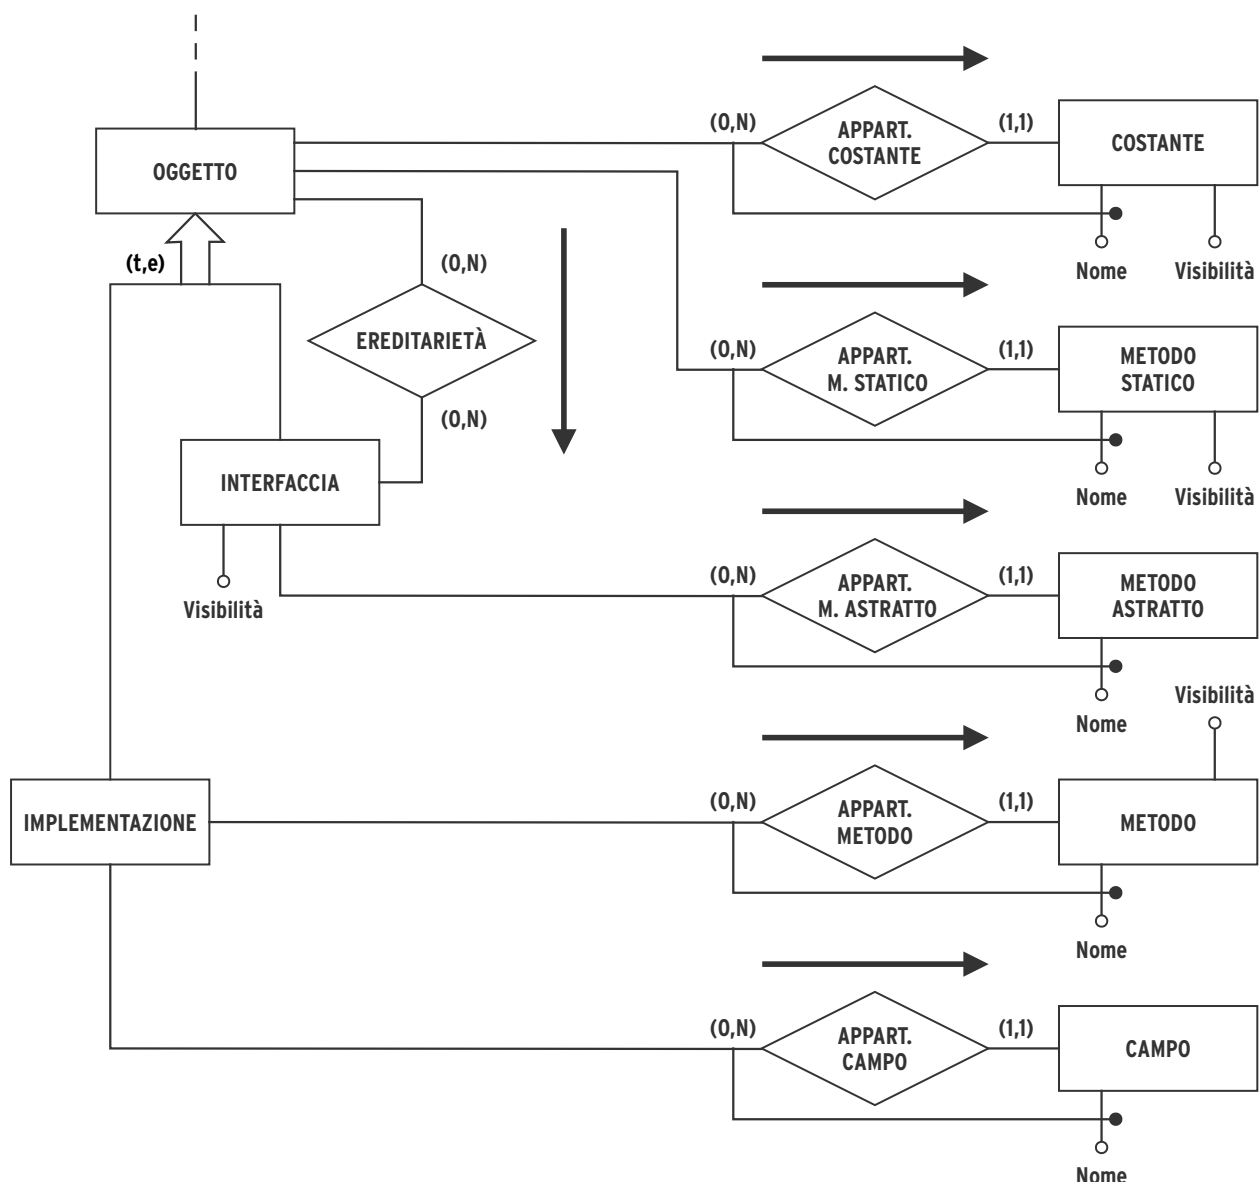 (0,N)
APPART.
COSTANTE
(1,1)
COSTANTE
OGGETTO
Nome
Visibilità
(t,e)
(0,N)
EREDITARIETÀ
(0,N)
(0,N)
APPART.
M. STATICO
(1,1)
METODO
STATICO
Nome
Visibilità
INTERFACCIA
Visibilità
(0,N)
APPART.
M. ASTRATTO
(1,1)
METODO
ASTRATTO
Nome
Visibilità
IMPLEMENTAZIONE
(0,N)
APPART.
METODO
(1,1)
METODO
Nome
(0,N)
APPART.
CAMPO
(1,1)
CAMPO
Nome